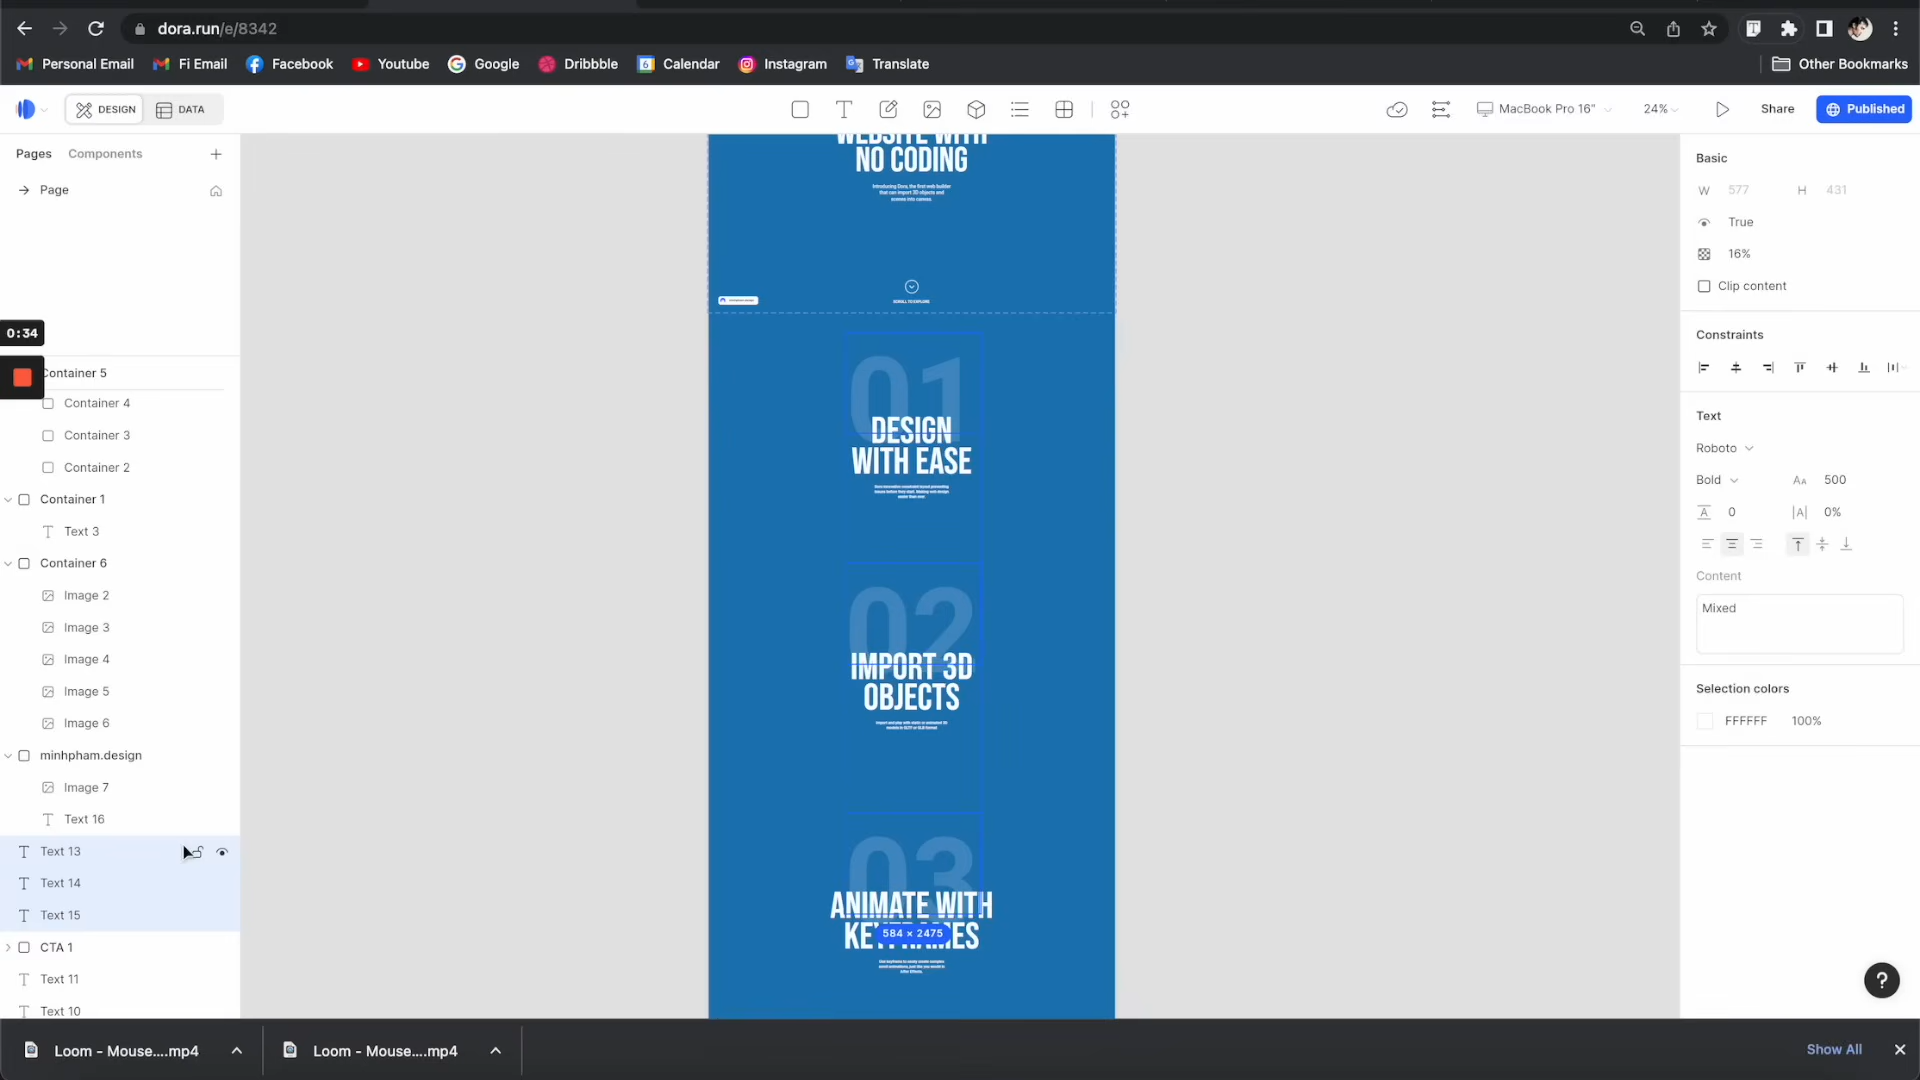 dora.run/e/8342
Personal Email
Fi Email
Facebook
Youtube
Google
Dribbble
Calendar
Instagram
Translate
Other Bookmarks
DESIGN
DATA
MacBook Pro 16"
24%
Share
Published
Pages
Components
Page
0:34
Container 5
Container 4
Container 3
Container 2
Container 1
Text 3
Container 6
Image 2
Image 3
Image 4
Image 5
Image 6
minhpham.design
Image 7
Text 16
Text 13
Text 14
Text 15
CTA 1
Text 11
Text 10
WEBSITE WITH
NO CODING
Introducing Dora, the first web builder
that can import 3D objects and
scenes into canvas.
SCROLL TO EXPLORE
01
DESIGN
WITH EASE
02
IMPORT 3D
OBJECTS
03
ANIMATE WITH
KEYFRAMES
584 × 2475
Basic
W 577 H 431
True
16%
Clip content
Constraints
Text
Roboto
Bold
500
0
0%
Content
Mixed
Selection colors
FFFFFF 100%
?
Loom - Mouse....mp4
Loom - Mouse....mp4
Show All